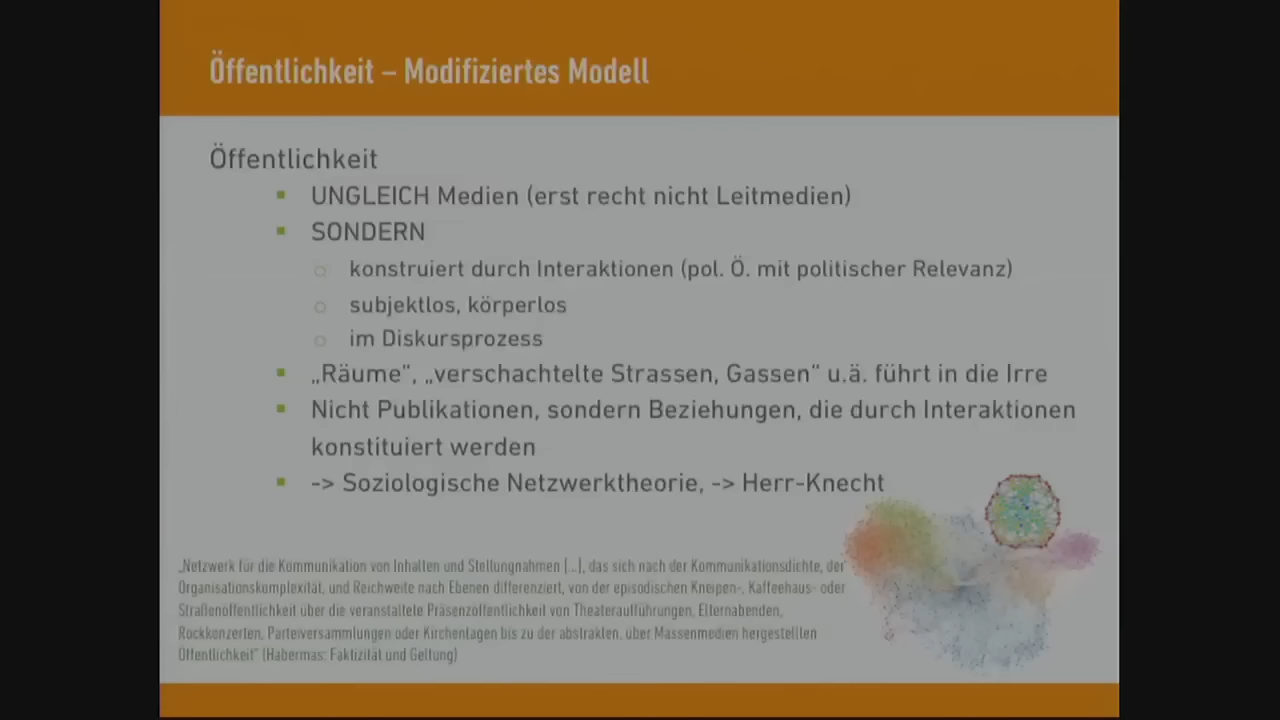 Öffentlichkeit – Modifiziertes Modell
Öffentlichkeit
UNGLEICH Medien (erst recht nicht Leitmedien)
SONDERN
konstruiert durch Interaktionen (pol. Ö. mit politischer Relevanz)
subjektlos, körperlos
im Diskursprozess
„Räume“, „verschachtelte Strassen, Gassen“ u.ä. führt in die Irre
Nicht Publikationen, sondern Beziehungen, die durch Interaktionen
konstituiert werden
-> Soziologische Netzwerktheorie, -> Herr-Knecht
„Netzwerk für die Kommunikation von Inhalten und Stellungnahmen [...], das sich nach der Kommunikationsdichte, der
Organisationskomplexität, und Reichweite nach Ebenen differenziert, von der episodischen Kneipen-, Kaffeehaus- oder
Straßenöffentlichkeit über die veranstaltete Präsenzöffentlichkeit von Theateraufführungen, Elternabenden,
Rockkonzerten, Parteiversammlungen oder Kirchentagen bis zu der abstrakten, über Massenmedien hergestellten
Öffentlichkeit“ (Habermas: Faktizität und Geltung)